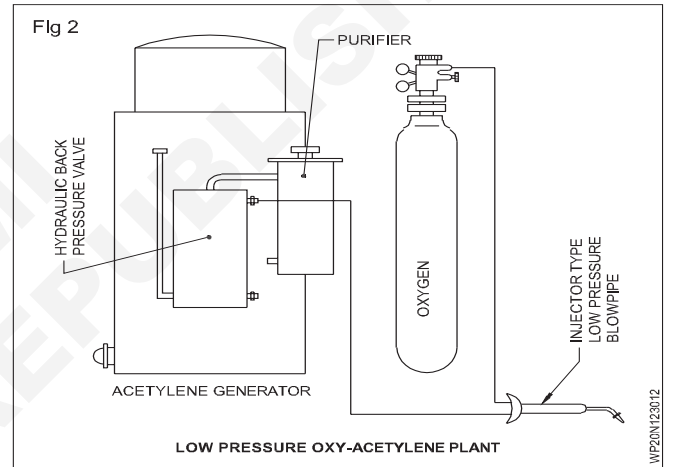 Fig 2
PURIFIER
HYDRAULIC BACK
PRESSURE VALVE
OXYGEN
INJECTOR TYPE
LOW PRESSURE
BLOWPIPE
ACETYLENE GENERATOR
LOW PRESSURE OXY-ACETYLENE PLANT
WP20N123012